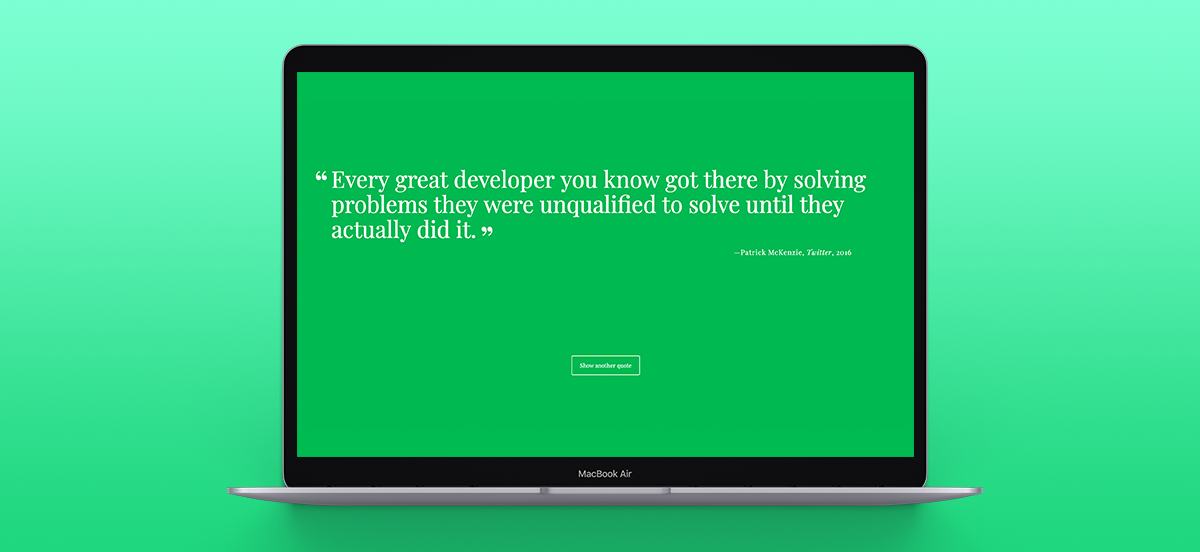 “Every great developer you know got there by solving
problems they were unqualified to solve until they
actually did it.”
—Patrick McKenzie, Twitter, 2016
Show another quote
MacBook Air